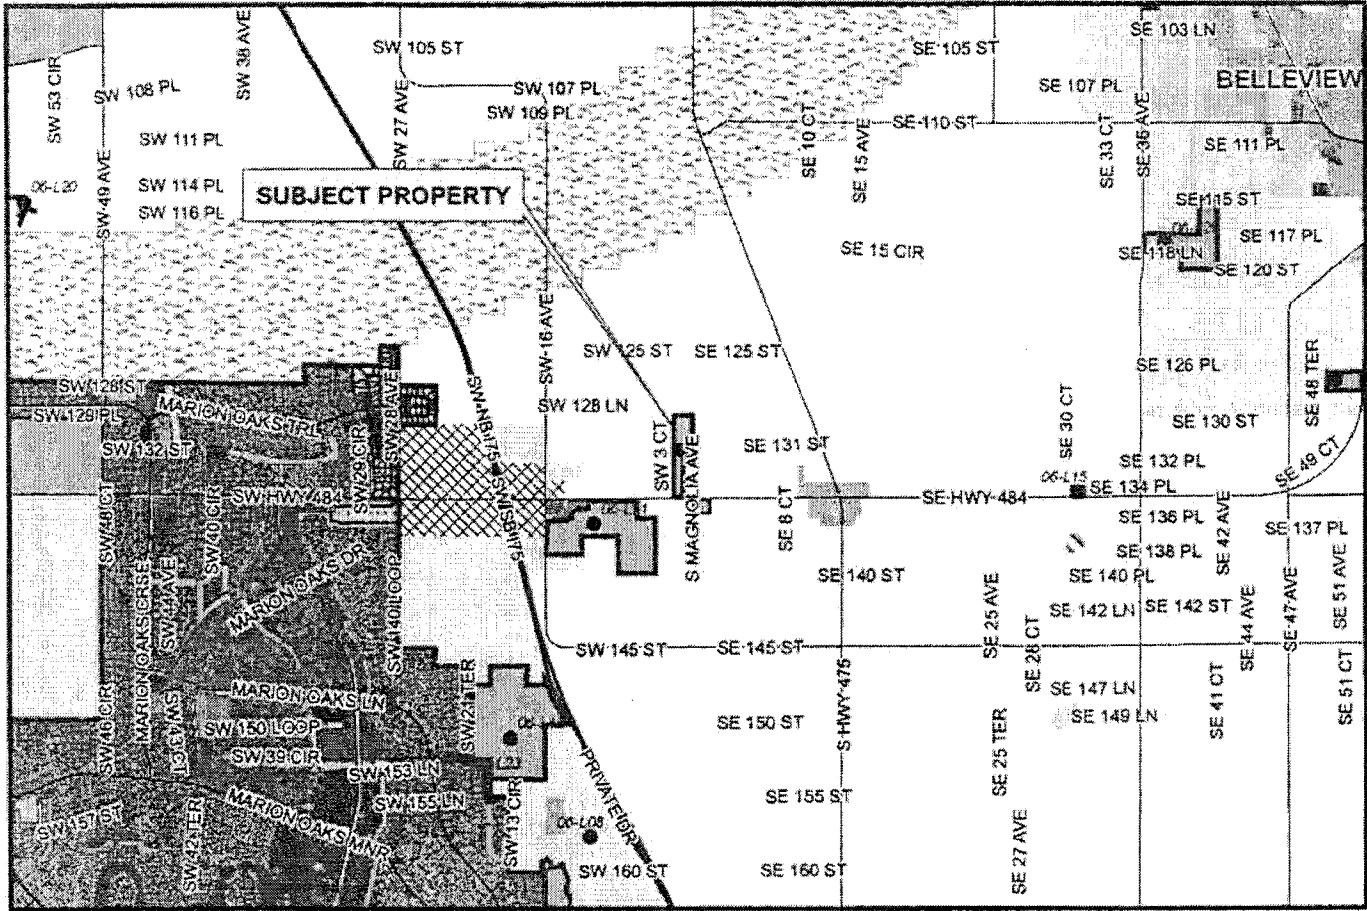 SW 105 ST
SE 105 ST
SE 103 LN
SW 38 AVE
SW 53 CIR
SW 108 PL
SW 107 PL
SE 107 PL
BELLEVIEW
SW 27 AVE
SW 109 PL
SE 110 ST
SE 10 CT
SE 15 AVE
SE 33 CT
SE 35 AVE
SW 111 PL
SE 111 PL
06-L20
SW 49 AVE
SW 114 PL
SUBJECT PROPERTY
SW 116 PL
SE 115 ST
SE 117 PL
SE 15 CIR
SE 118 LN
SE 120 ST
SW 16 AVE
SW 125 ST
SE 125 ST
SE 126 PL
SE 48 TER
SW 128 ST
SW 129 PL
MARION OAKS TRL
SW 28 AVE
SW 29 CIR
SW 128 LN
SE 30 CT
SE 130 ST
SW 132 ST
SW 3 CT
S MAGNOLIA AVE
SE 131 ST
SE 132 PL
SE 49 CT
06-L15
SE 134 PL
SW HWY 484
SE HWY 484
SW 48 CT
SW 40 CIR
SE 8 CT
SE 136 PL
SE 42 AVE
SE 137 PL
SE 138 PL
MARION OAKS DR
SW 140 LOOP
MARION OAKS CRSE
SW 44 AVE
SE 140 ST
SE 140 PL
SE 25 AVE
SE 142 LN
SE 142 ST
SE 44 AVE
SE 47 AVE
SE 51 AVE
SE 28 CT
SW 145 ST
SE 145 ST
MARION OAKS LN
SW 21 TER
SE 147 LN
SE 41 CT
SE 51 CT
SW 46 CIR
SW 43 CT
SW 150 LOOP
SE 150 ST
S HWY 475
SE 149 LN
SW 39 CIR
SW 153 LN
PRIVATE DR
SE 25 TER
MARION OAKS MNR
SW 155 LN
SW 13 CIR
SE 155 ST
SW 157 ST
SW 42 TER
06-L08
SE 27 AVE
SW 160 ST
SE 160 ST